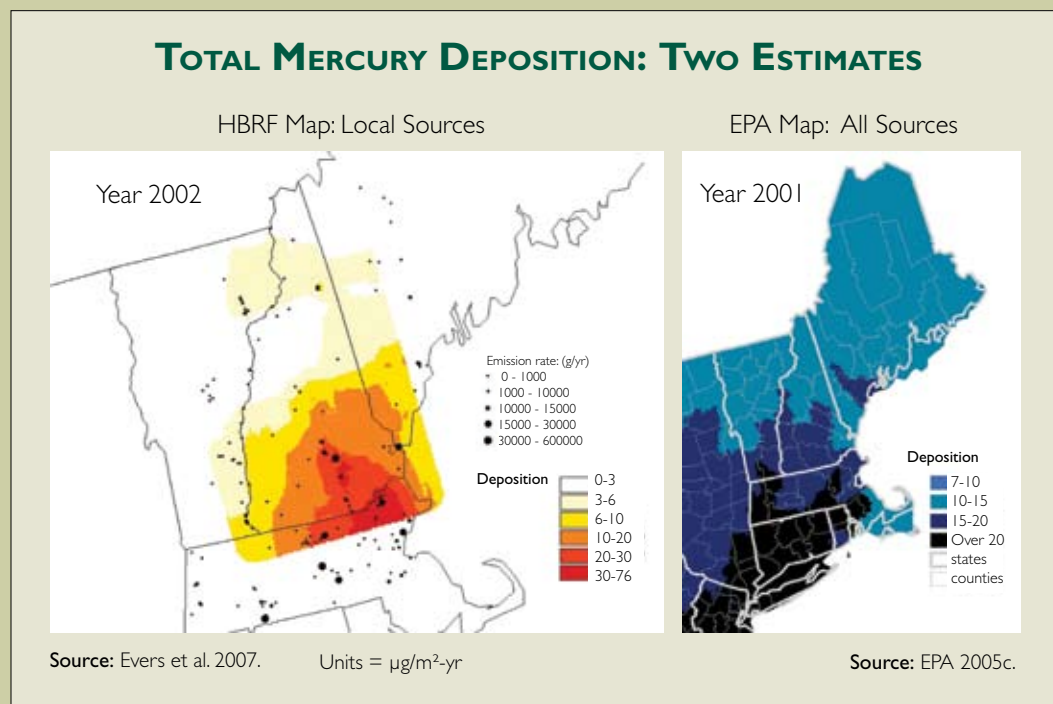 TOTAL MERCURY DEPOSITION: TWO ESTIMATES
HBRF Map: Local Sources
Year 2002
Emission rate: (g/yr)
0 - 1000
1000 - 10000
10000 - 15000
15000 - 30000
30000 - 600000
Deposition
0-3
3-6
6-10
10-20
20-30
30-76
Source: Evers et al. 2007.
Units = µg/m²-yr
EPA Map: All Sources
Year 2001
Deposition
7-10
10-15
15-20
Over 20
states
counties
Source: EPA 2005c.